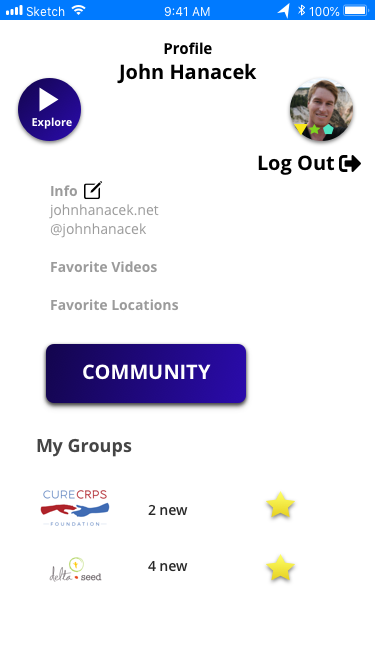 Sketch 9:41 AM 100%
Profile
John Hanacek
Explore
Log Out
Info
johnhanacek.net
@johnhanacek
Favorite Videos
Favorite Locations
COMMUNITY
My Groups
CURECRPS
FOUNDATION
2 new
delta seed
4 new